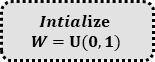 Intialize
W = U(0, 1)